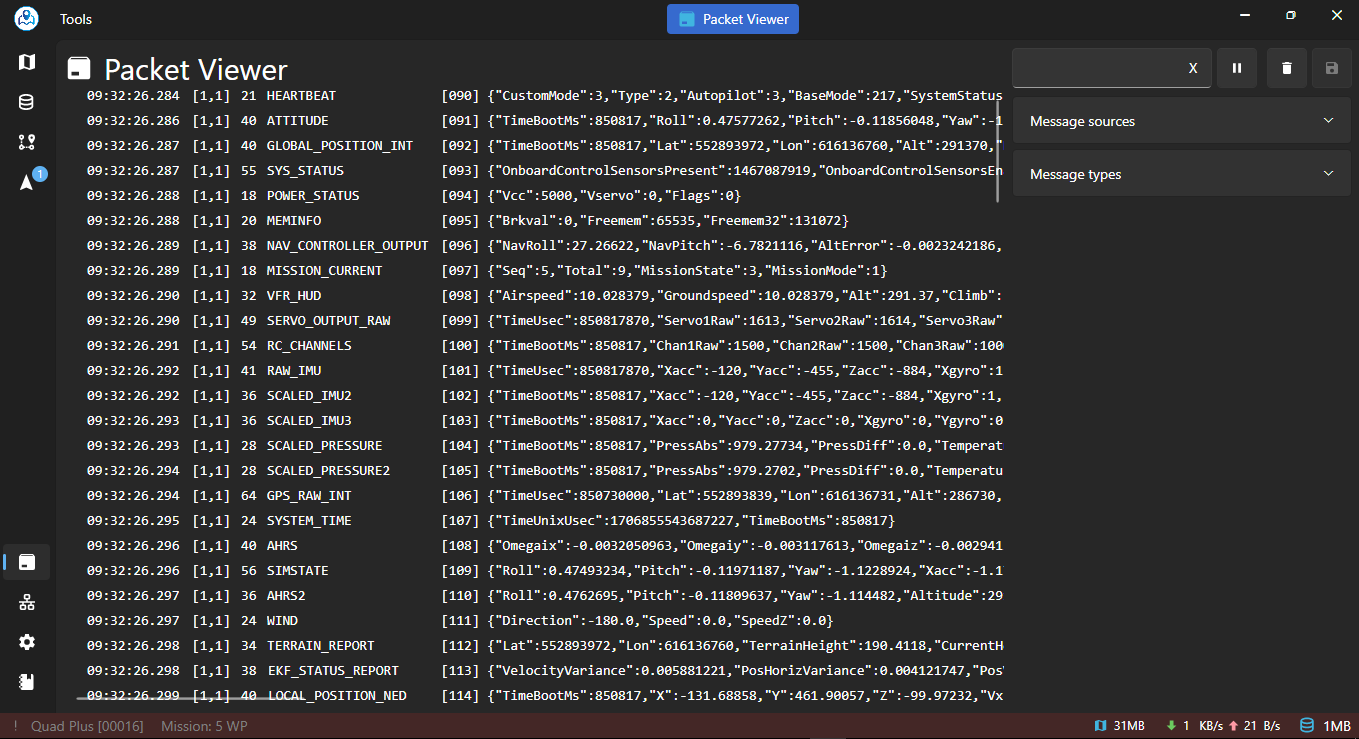 Tools
Packet Viewer
Packet Viewer
X
09:32:26.284 [1,1] 21 HEARTBEAT [090] {"CustomMode":3,"Type":2,"Autopilot":3,"BaseMode":217,"SystemStatus
09:32:26.286 [1,1] 40 ATTITUDE [091] {"TimeBootMs":850817,"Roll":0.47577262,"Pitch":-0.11856048,"Yaw":-1
09:32:26.287 [1,1] 40 GLOBAL_POSITION_INT [092] {"TimeBootMs":850817,"Lat":552893972,"Lon":616136760,"Alt":291370,"
09:32:26.287 [1,1] 55 SYS_STATUS [093] {"OnboardControlSensorsPresent":1467087919,"OnboardControlSensorsEn
09:32:26.288 [1,1] 18 POWER_STATUS [094] {"Vcc":5000,"Vservo":0,"Flags":0}
09:32:26.288 [1,1] 20 MEMINFO [095] {"Brkval":0,"Freemem":65535,"Freemem32":131072}
09:32:26.289 [1,1] 38 NAV_CONTROLLER_OUTPUT [096] {"NavRoll":27.26622,"NavPitch":-6.7821116,"AltError":-0.0023242186,
09:32:26.289 [1,1] 18 MISSION_CURRENT [097] {"Seq":5,"Total":9,"MissionState":3,"MissionMode":1}
09:32:26.290 [1,1] 32 VFR_HUD [098] {"Airspeed":10.028379,"Groundspeed":10.028379,"Alt":291.37,"Climb":
09:32:26.290 [1,1] 49 SERVO_OUTPUT_RAW [099] {"TimeUsec":850817870,"Servo1Raw":1613,"Servo2Raw":1614,"Servo3Raw"
09:32:26.291 [1,1] 54 RC_CHANNELS [100] {"TimeBootMs":850817,"Chan1Raw":1500,"Chan2Raw":1500,"Chan3Raw":100
09:32:26.292 [1,1] 41 RAW_IMU [101] {"TimeUsec":850817870,"Xacc":-120,"Yacc":-455,"Zacc":-884,"Xgyro":1
09:32:26.292 [1,1] 36 SCALED_IMU2 [102] {"TimeBootMs":850817,"Xacc":-120,"Yacc":-455,"Zacc":-884,"Xgyro":1,
09:32:26.293 [1,1] 36 SCALED_IMU3 [103] {"TimeBootMs":850817,"Xacc":0,"Yacc":0,"Zacc":0,"Xgyro":0,"Ygyro":0
09:32:26.293 [1,1] 28 SCALED_PRESSURE [104] {"TimeBootMs":850817,"PressAbs":979.27734,"PressDiff":0.0,"Temperat
09:32:26.294 [1,1] 28 SCALED_PRESSURE2 [105] {"TimeBootMs":850817,"PressAbs":979.2702,"PressDiff":0.0,"Temperatu
09:32:26.294 [1,1] 64 GPS_RAW_INT [106] {"TimeUsec":850730000,"Lat":552893839,"Lon":616136731,"Alt":286730,
09:32:26.295 [1,1] 24 SYSTEM_TIME [107] {"TimeUnixUsec":1706855543687227,"TimeBootMs":850817}
09:32:26.296 [1,1] 40 AHRS [108] {"Omegaix":-0.0032050963,"Omegaiy":-0.003117613,"Omegaiz":-0.002941
09:32:26.296 [1,1] 56 SIMSTATE [109] {"Roll":0.47493234,"Pitch":-0.11971187,"Yaw":-1.1228924,"Xacc":-1.1
09:32:26.297 [1,1] 36 AHRS2 [110] {"Roll":0.4762695,"Pitch":-0.11809637,"Yaw":-1.114482,"Altitude":29
09:32:26.297 [1,1] 24 WIND [111] {"Direction":-180.0,"Speed":0.0,"SpeedZ":0.0}
09:32:26.298 [1,1] 34 TERRAIN_REPORT [112] {"Lat":552893972,"Lon":616136760,"TerrainHeight":190.4118,"CurrentH
09:32:26.298 [1,1] 38 EKF_STATUS_REPORT [113] {"VelocityVariance":0.005881221,"PosHorizVariance":0.004121747,"Pos
09:32:26.299 [1,1] 40 LOCAL_POSITION_NED [114] {"TimeBootMs":850817,"X":-131.68858,"Y":461.90057,"Z":-99.97232,"Vx
Message sources
Message types
1
! Quad Plus [00016] Mission: 5 WP 31MB 1 KB/s 21 B/s 1MB